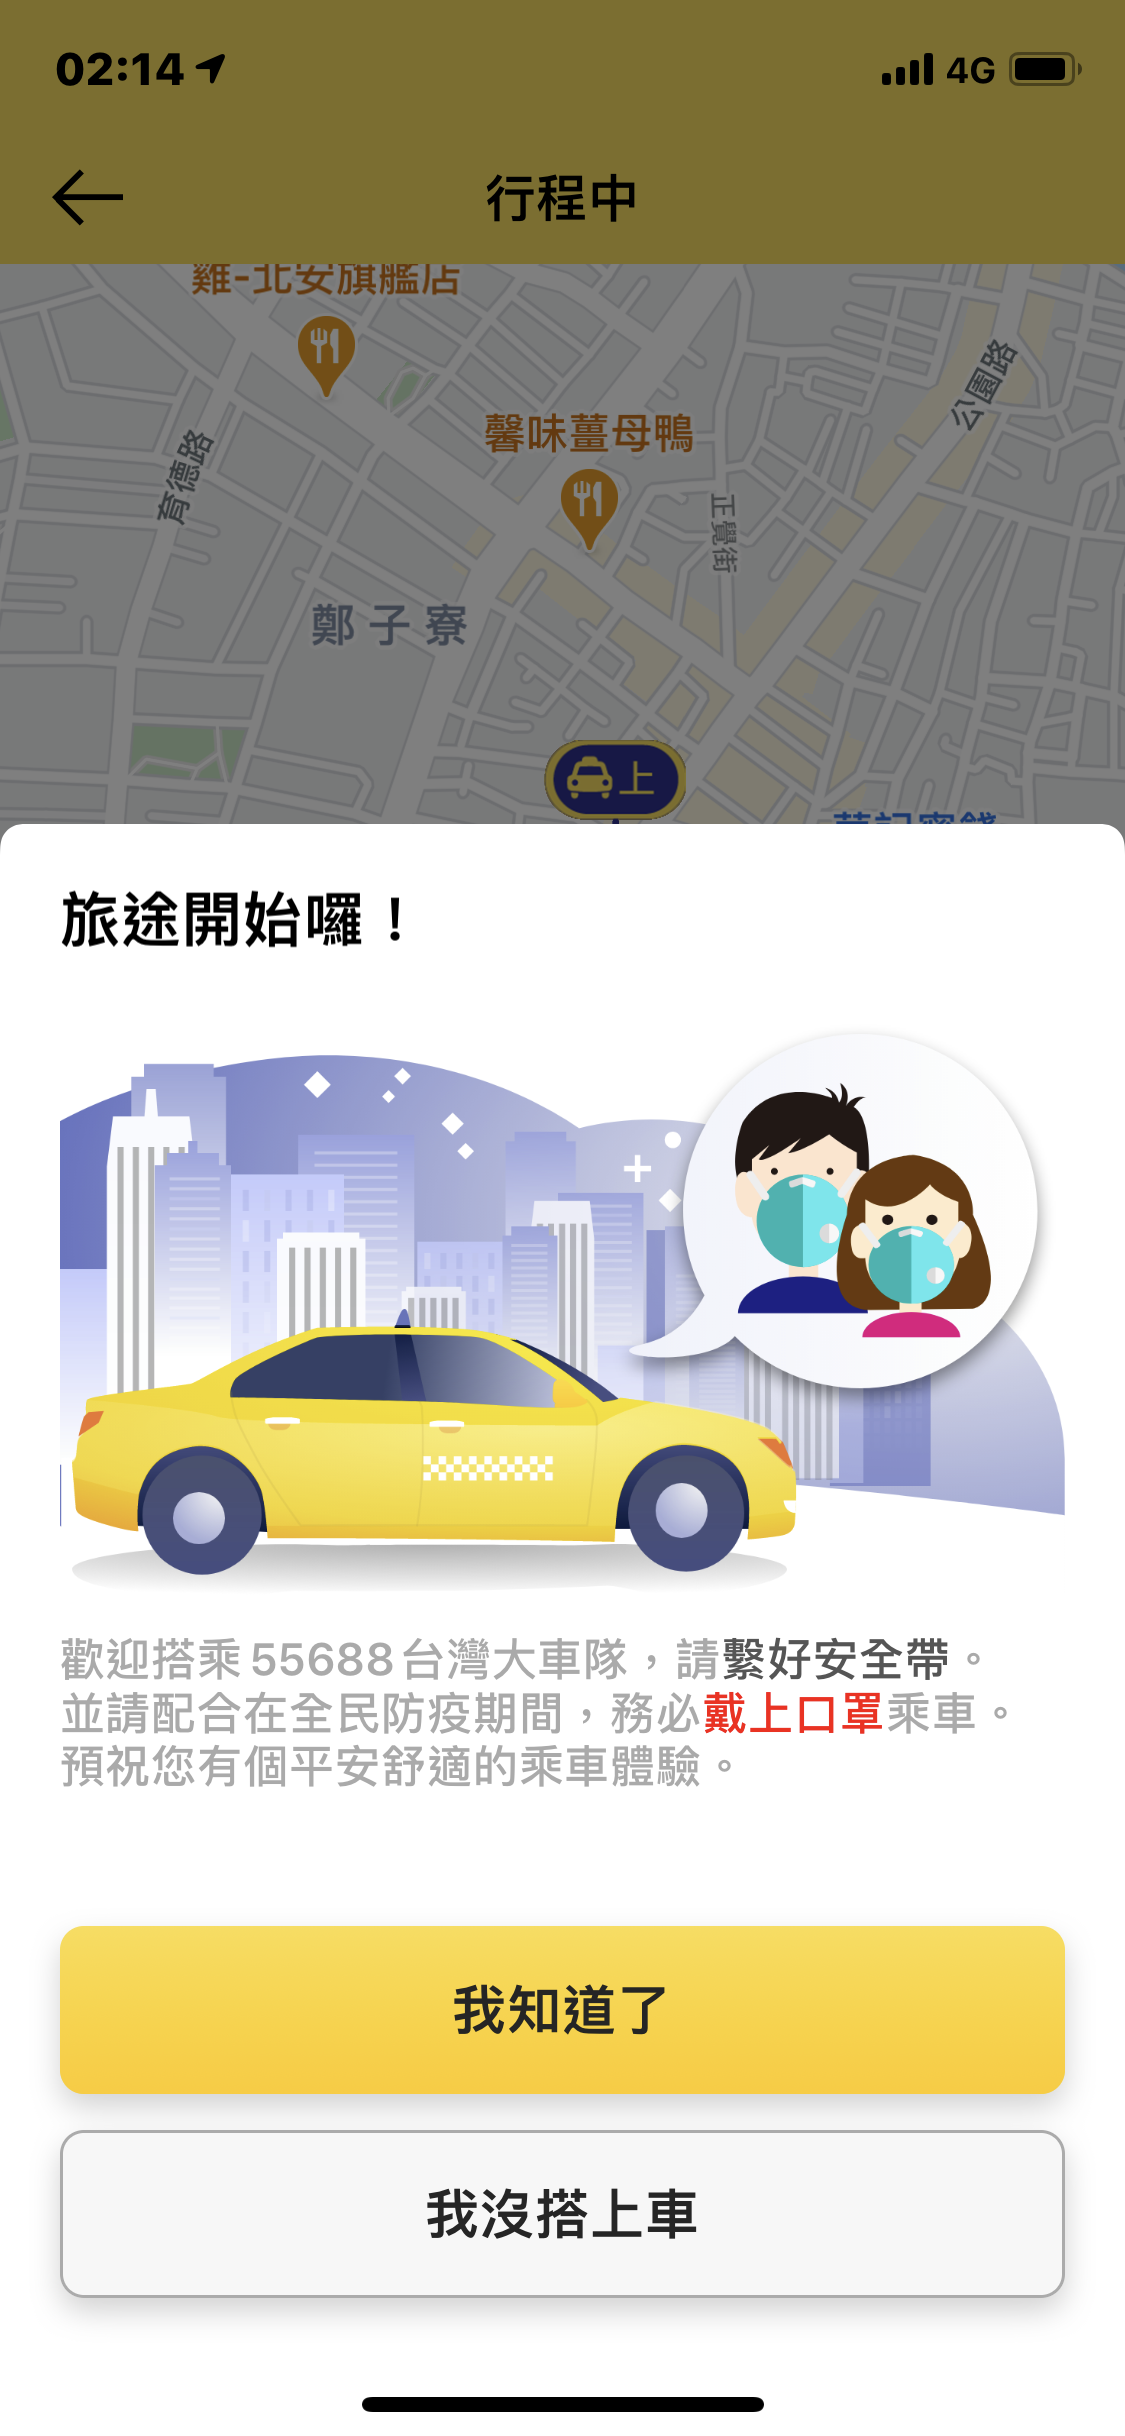 02:14
4G
行程中
雞-北安旗艦店
公園路
馨味薑母鴨
育德路
正覺街
鄭子寮
上
旅途開始囉！
歡迎搭乘 55688 台灣大車隊，請繫好安全帶。
並請配合在全民防疫期間，務必戴上口罩乘車。
預祝您有個平安舒適的乘車體驗。
我知道了
我沒搭上車